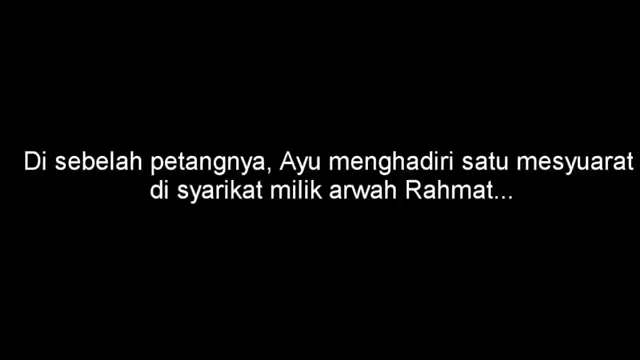 Di sebelah petangnya, Ayu menghadiri satu mesyuarat
di syarikat milik arwah Rahmat...